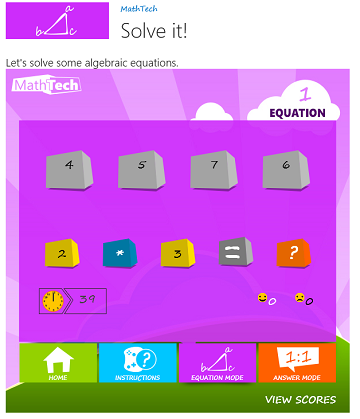 MathTech
a
b c
Solve it!
Let's solve some algebraic equations.
MathTech
1
EQUATION
4 5 7 6
2 * 3 = ?
39
0 0
a
b c
1:1
HOME INSTRUCTIONS EQUATION MODE ANSWER MODE
VIEW SCORES